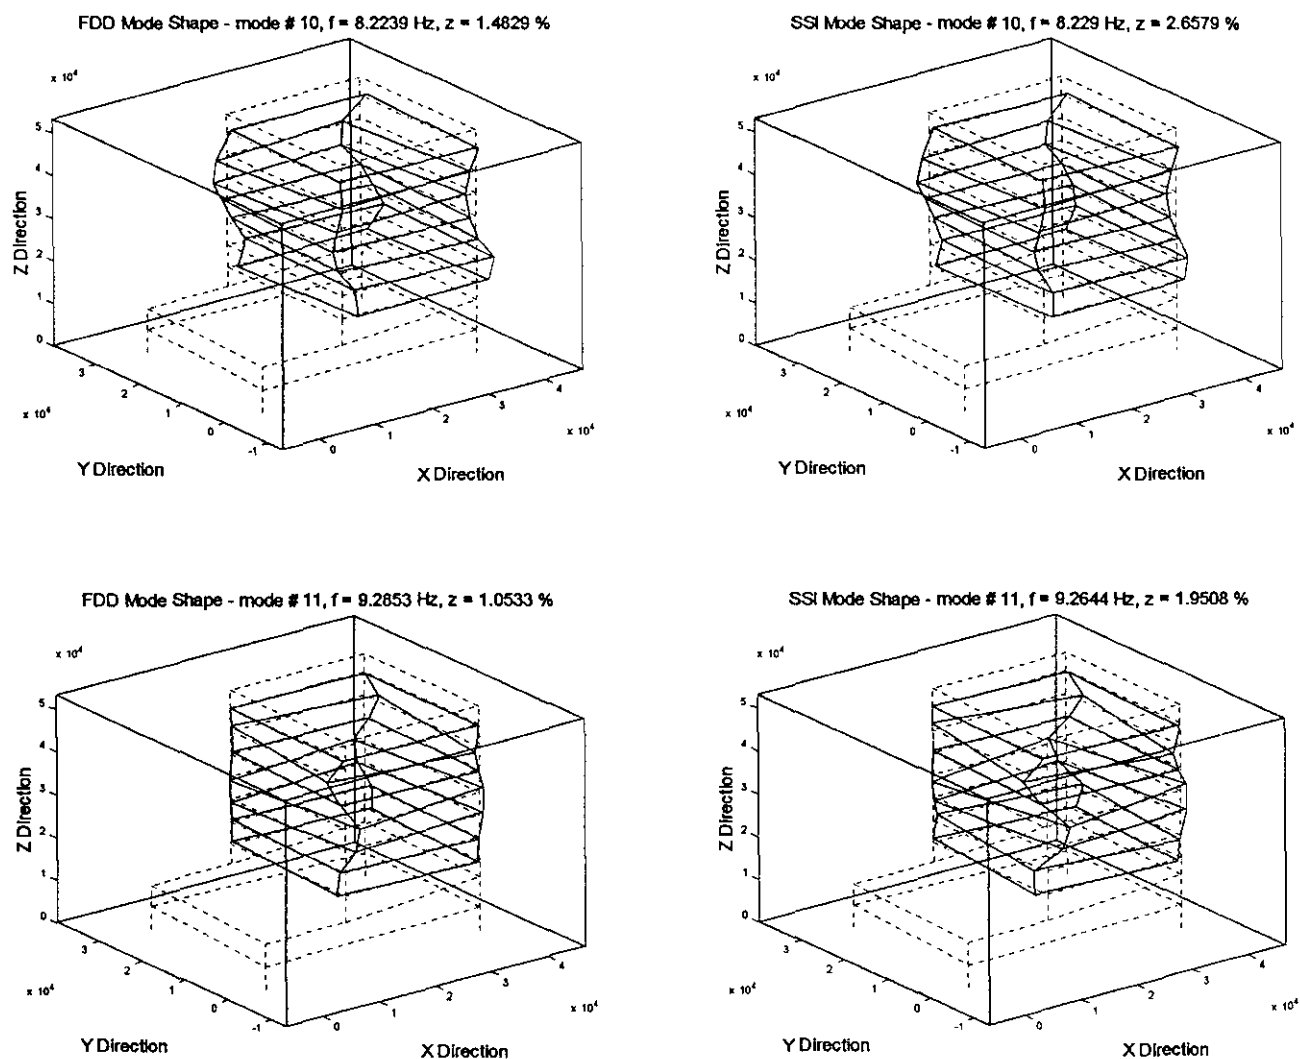 FDD Mode Shape - mode # 10, f = 8.2239 Hz, z = 1.4829 %
x 10⁴
5
4
3
2
1
0
Z Direction
3
2
1
0
-1
x 10⁴
Y Direction
0
1
2
3
4
x 10⁴
X Direction
SSI Mode Shape - mode # 10, f = 8.229 Hz, z = 2.6579 %
x 10⁴
5
4
3
2
1
0
Z Direction
3
2
1
0
-1
x 10⁴
Y Direction
0
1
2
3
4
x 10⁴
X Direction
FDD Mode Shape - mode # 11, f = 9.2853 Hz, z = 1.0533 %
x 10⁴
5
4
3
2
1
0
Z Direction
3
2
1
0
-1
x 10⁴
Y Direction
0
1
2
3
4
x 10⁴
X Direction
SSI Mode Shape - mode # 11, f = 9.2644 Hz, z = 1.9508 %
x 10⁴
5
4
3
2
1
0
Z Direction
3
2
1
0
-1
x 10⁴
Y Direction
0
1
2
3
4
x 10⁴
X Direction